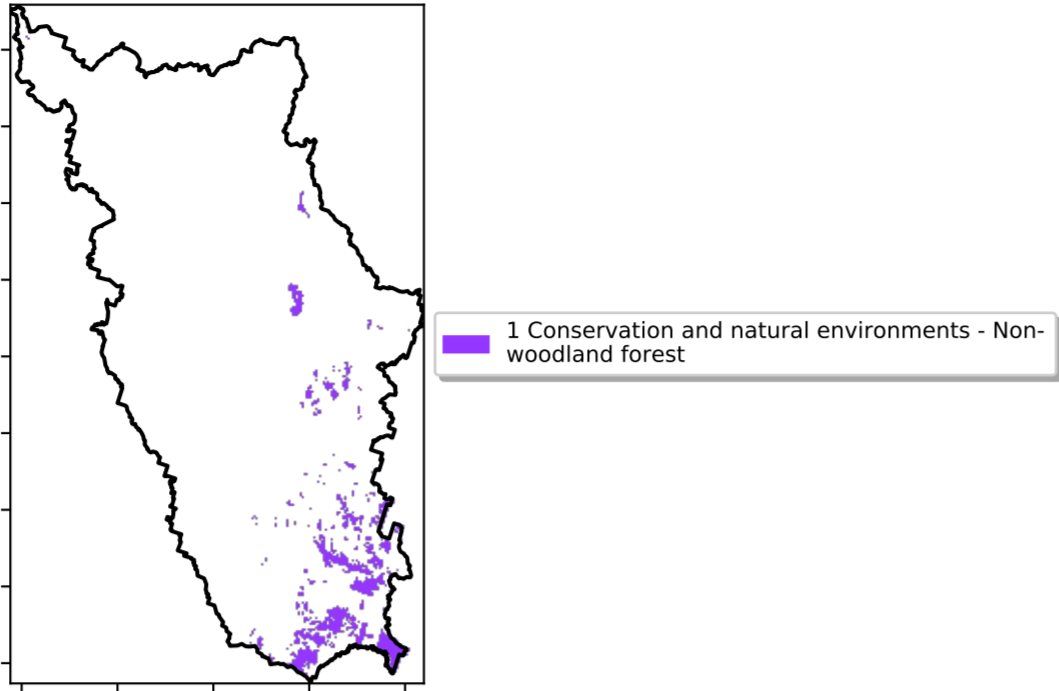 1 Conservation and natural environments - Non-
woodland forest